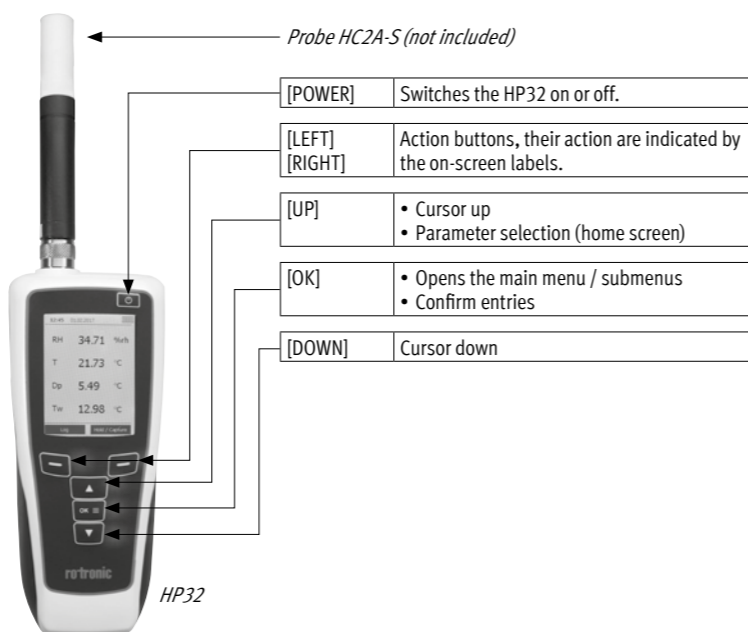 Probe HC2A-S (not included)
[POWER] Switches the HP32 on or off.
[LEFT] Action buttons, their action are indicated by
[RIGHT] the on-screen labels.
[UP] • Cursor up
• Parameter selection (home screen)
[OK] • Opens the main menu / submenus
• Confirm entries
[DOWN] Cursor down
RH 34.71 %rh
T 21.73 °C
Dp 5.49 °C
Tw 12.98 °C
Log Hold / Capture
OK
rotronic
HP32